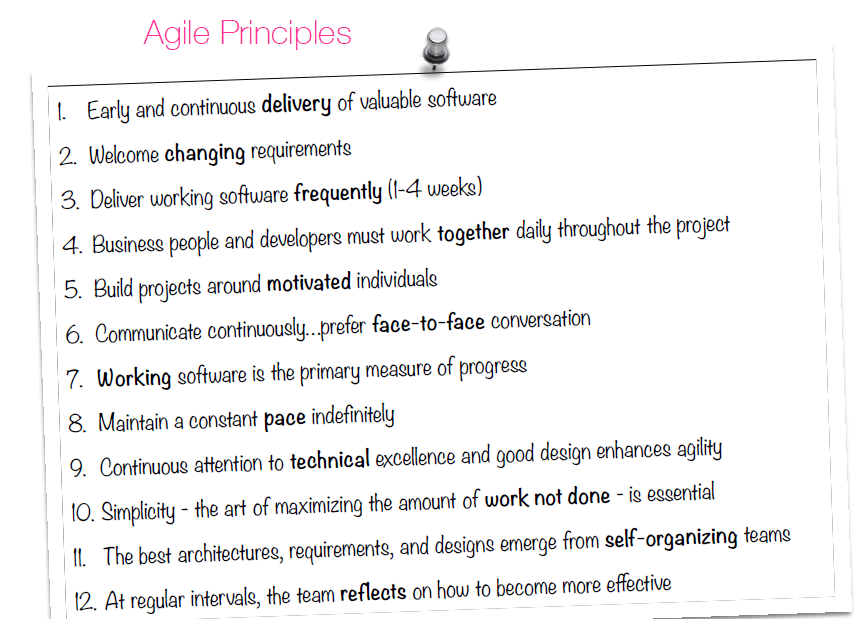 Agile Principles
1. Early and continuous delivery of valuable software
2. Welcome changing requirements
3. Deliver working software frequently (1-4 weeks)
4. Business people and developers must work together daily throughout the project
5. Build projects around motivated individuals
6. Communicate continuously...prefer face-to-face conversation
7. Working software is the primary measure of progress
8. Maintain a constant pace indefinitely
9. Continuous attention to technical excellence and good design enhances agility
10. Simplicity - the art of maximizing the amount of work not done - is essential
11. The best architectures, requirements, and designs emerge from self-organizing teams
12. At regular intervals, the team reflects on how to become more effective